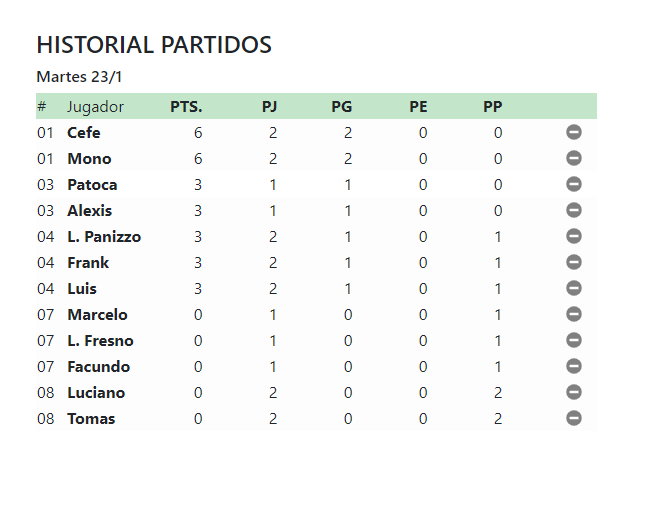 HISTORIAL PARTIDOS
Martes 23/1
# Jugador PTS. PJ PG PE PP
01 Cefe 6 2 2 0 0
01 Mono 6 2 2 0 0
03 Patoca 3 1 1 0 0
03 Alexis 3 1 1 0 0
04 L. Panizzo 3 2 1 0 1
04 Frank 3 2 1 0 1
04 Luis 3 2 1 0 1
07 Marcelo 0 1 0 0 1
07 L. Fresno 0 1 0 0 1
07 Facundo 0 1 0 0 1
08 Luciano 0 2 0 0 2
08 Tomas 0 2 0 0 2